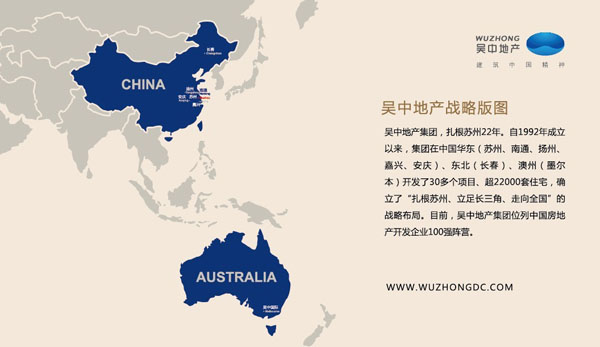 WUZHONG
吴中地产
建筑中国精神
吴中地产战略版图
吴中地产集团，扎根苏州22年。自1992年成立
以来，集团在中国华东（苏州、南通、扬州、
嘉兴、安庆）、东北（长春）、澳州（墨尔
本）开发了30多个项目、超22000套住宅，确
立了“扎根苏州、立足长三角、走向全国”的
战略布局。目前，吴中地产集团位列中国房地
产开发企业100强阵营。
WWW.WUZHONGDC.COM
长春
Changchun
CHINA
扬州
南通
安庆
苏州
嘉兴
AUSTRALIA
吴中国际
Melbourne